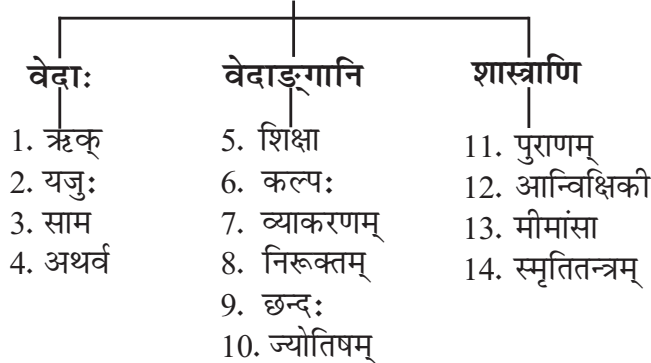 वेदाः
1. ऋक्
2. यजुः
3. साम
4. अथर्व
वेदाङ्गानि
5. शिक्षा
6. कल्पः
7. व्याकरणम्
8. निरूक्तम्
9. छन्दः
10. ज्योतिषम्
शास्त्राणि
11. पुराणम्
12. आन्विक्षिकी
13. मीमांसा
14. स्मृतितन्त्रम्